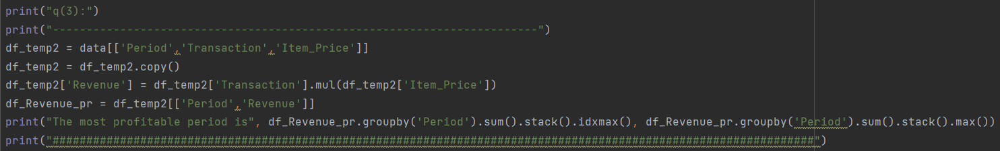 print("q(3):")
print("------------------------------------------------------------------------")
df_temp2 = data[['Period','Transaction','Item_Price']]
df_temp2 = df_temp2.copy()
df_temp2['Revenue'] = df_temp2['Transaction'].mul(df_temp2['Item_Price'])
df_Revenue_pr = df_temp2[['Period','Revenue']]
print("The most profitable period is", df_Revenue_pr.groupby('Period').sum().stack().idxmax(), df_Revenue_pr.groupby('Period').sum().stack().max())
print("#################################################################################################################")